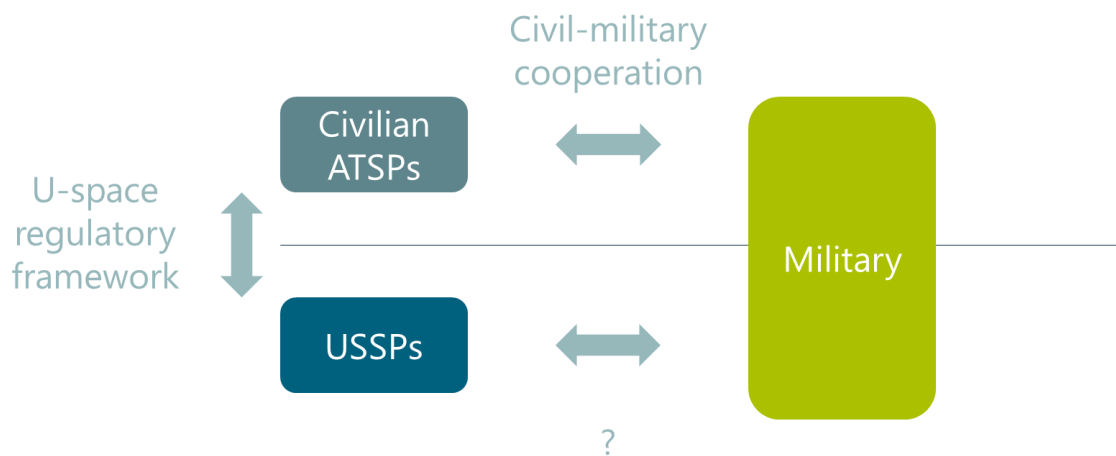 Civil-military
cooperation
Civilian
ATSPs
U-space
regulatory
framework
Military
USSPs
?